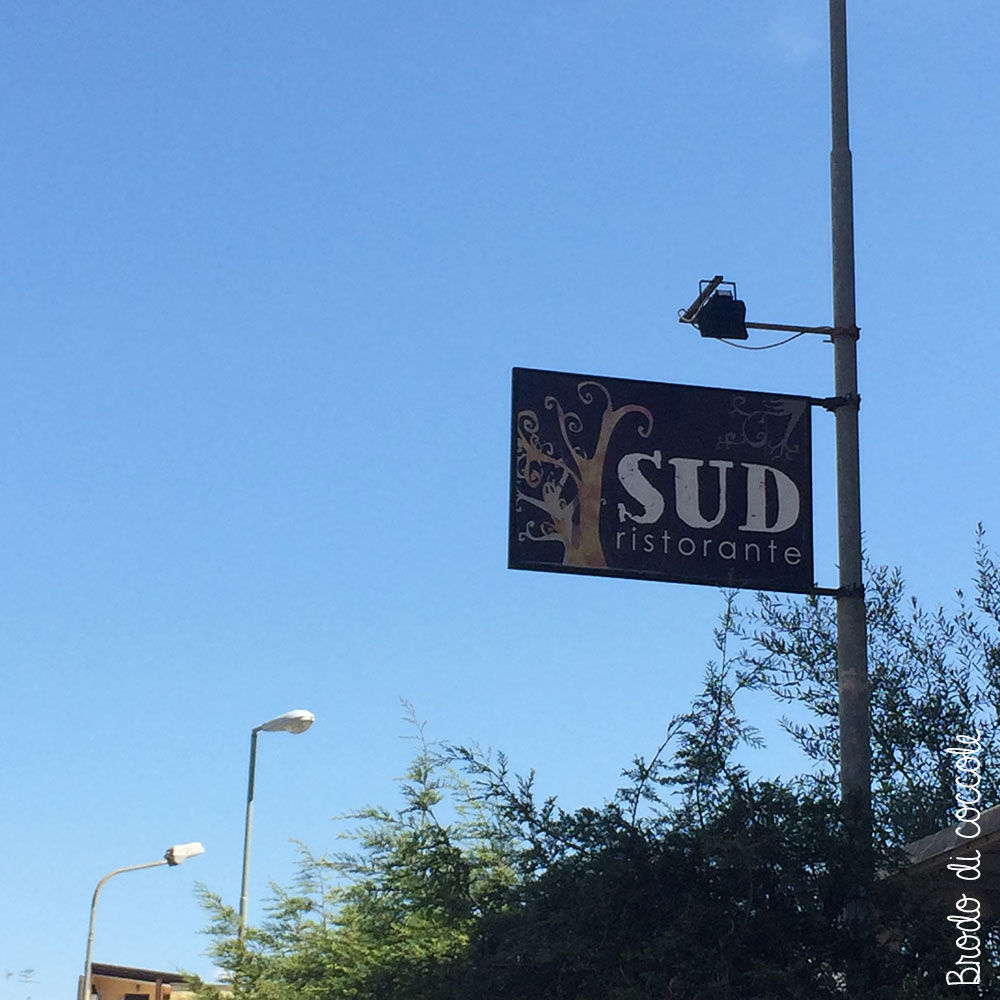 SUD
ristorante
Brodo di coccole